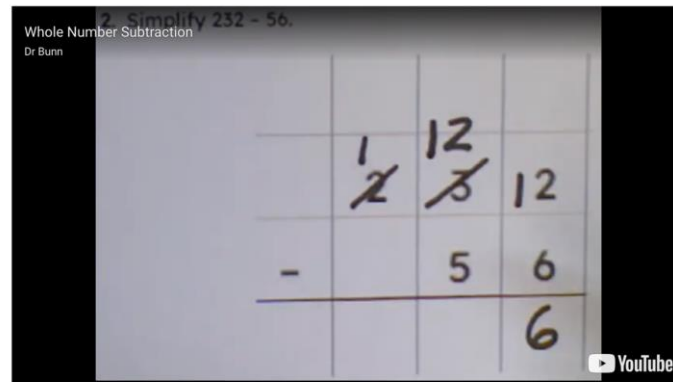 2. Simplify 232 - 56.
Whole Number Subtraction
Dr Bunn
1 12
2 3 12
- 5 6
6
YouTube